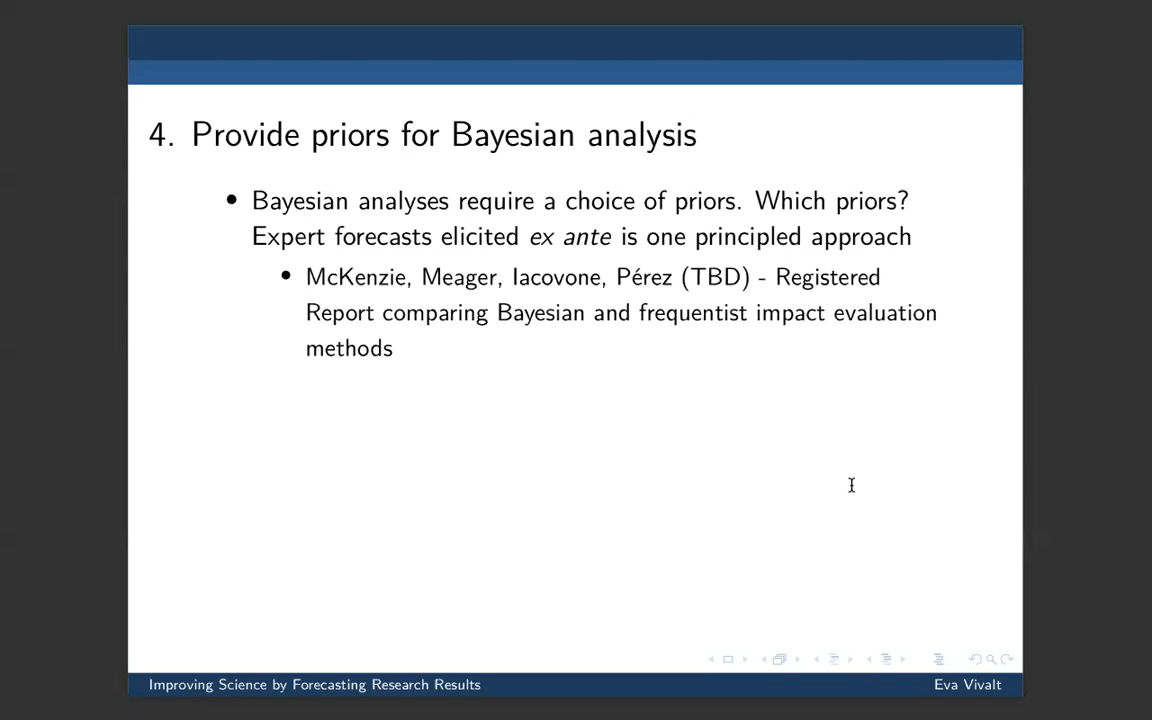 4. Provide priors for Bayesian analysis
• Bayesian analyses require a choice of priors. Which priors?
Expert forecasts elicited ex ante is one principled approach
• McKenzie, Meager, Iacovone, Pérez (TBD) - Registered
Report comparing Bayesian and frequentist impact evaluation
methods
Improving Science by Forecasting Research Results
Eva Vivalt